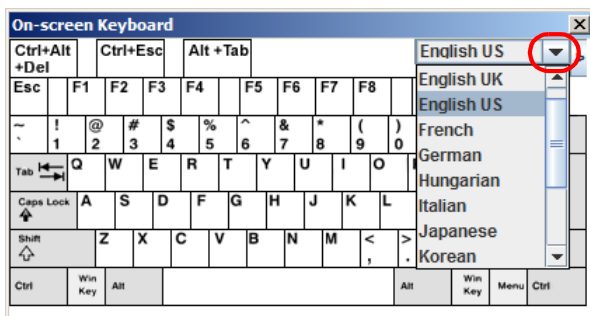 On-screen Keyboard
Ctrl+Alt +Del Ctrl+Esc Alt +Tab English US
English UK
English US
French
German
Hungarian
Italian
Japanese
Korean
Esc F1 F2 F3 F4 F5 F6 F7 F8
~ ! @ # $ % ^ & * ( )
` 1 2 3 4 5 6 7 8 9 0
Tab Q W E R T Y U I O
Caps Lock A S D F G H J K L
Shift Z X C V B N M < >
, .
Ctrl Win Key Alt Alt Win Key Menu Ctrl